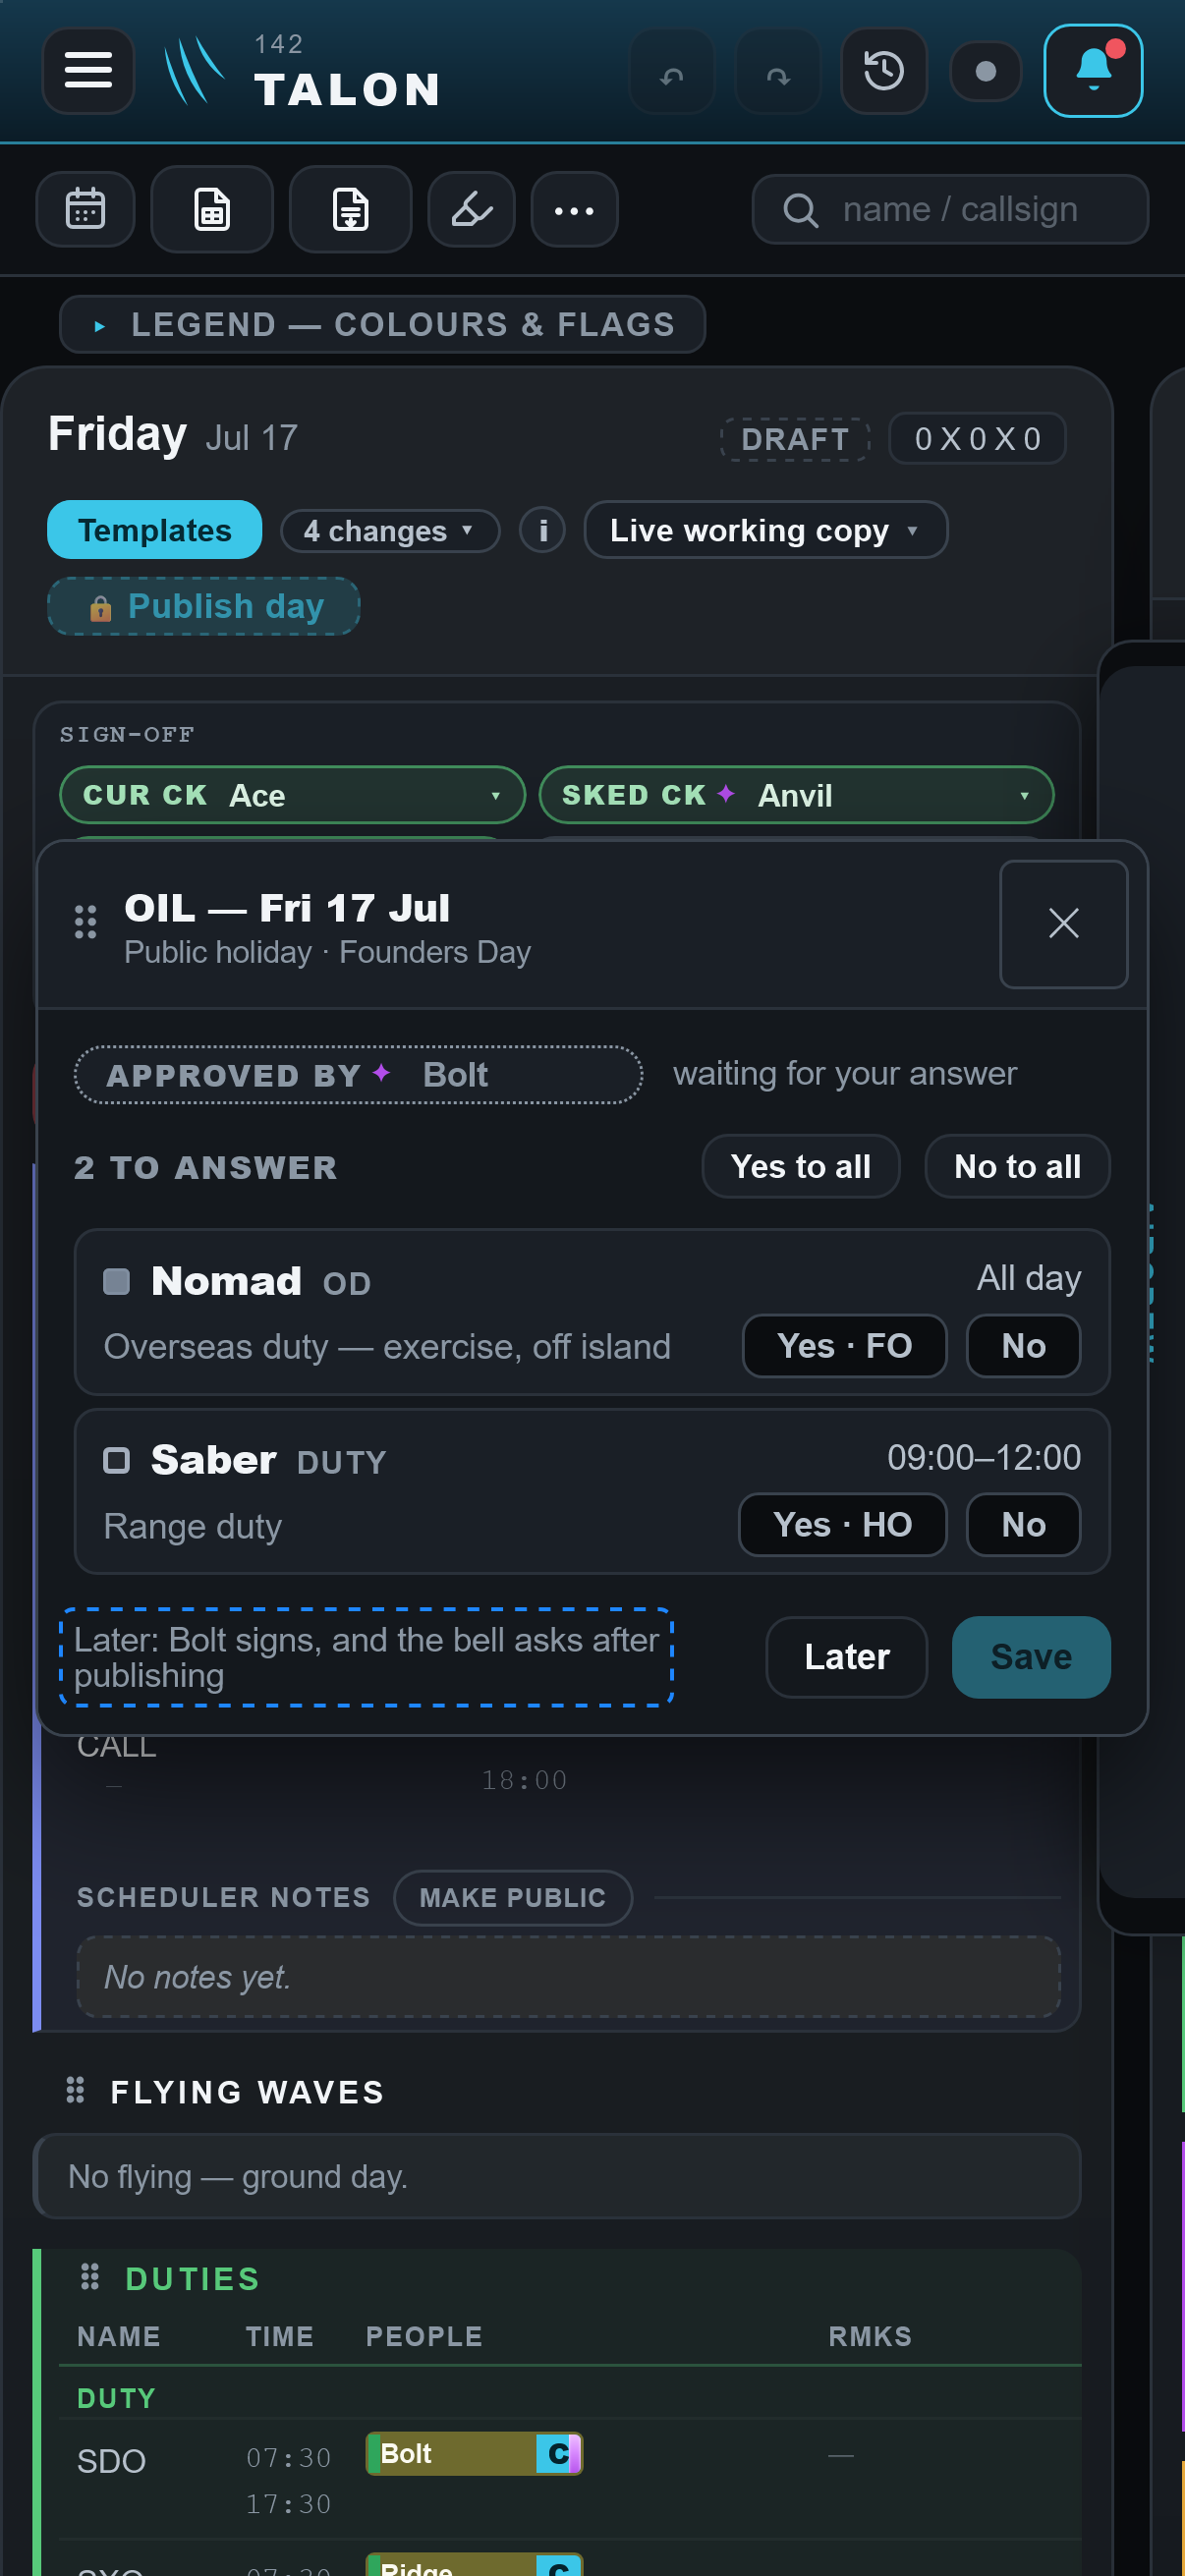 142
TALON
name / callsign
LEGEND — COLOURS & FLAGS
Friday Jul 17
DRAFT
0 X 0 X 0
Templates
4 changes
i
Live working copy
Publish day
SIGN-OFF
CUR CK Ace
SKED CK Anvil
OIL — Fri 17 Jul
Public holiday · Founders Day
APPROVED BY Bolt
waiting for your answer
2 TO ANSWER
Yes to all
No to all
Nomad OD
All day
Overseas duty — exercise, off island
Yes · FO
No
Saber DUTY
09:00–12:00
Range duty
Yes · HO
No
Later: Bolt signs, and the bell asks after
publishing
Later
Save
CALL
—
18:00
SCHEDULER NOTES
MAKE PUBLIC
No notes yet.
FLYING WAVES
No flying — ground day.
DUTIES
NAME TIME PEOPLE RMKS
DUTY
SDO 07:30 Bolt C —
17:30
07:30 Ridge C